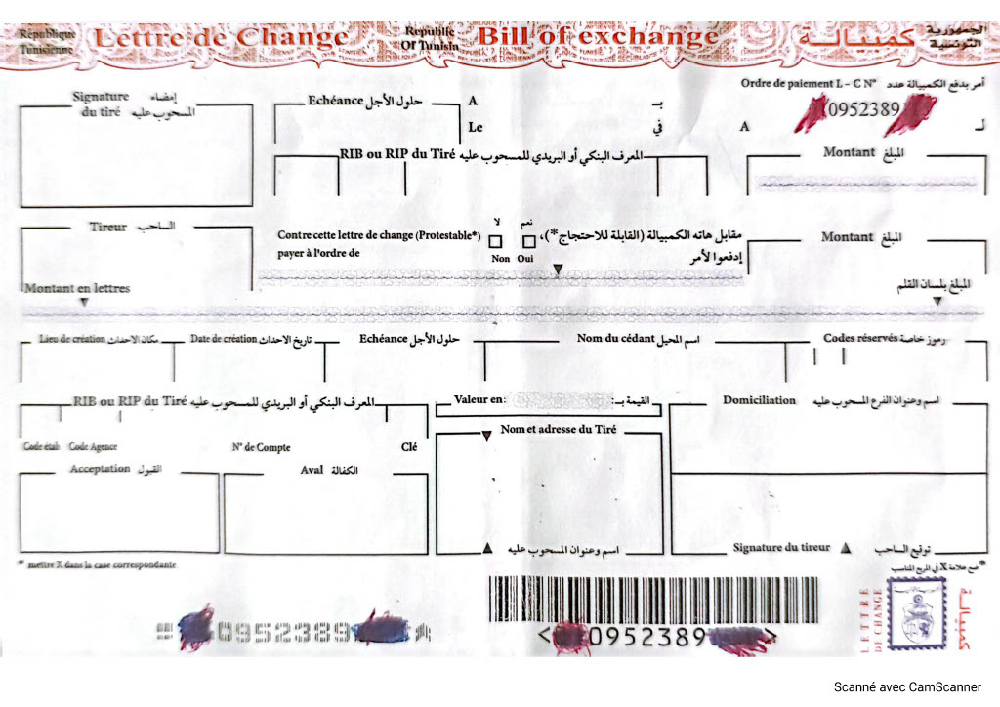 République Tunisienne
Lettre de Change
Republic Of Tunisia
Bill of exchange
كمبيالة
الجمهورية التونسية
Ordre de paiement L - C N° أمر بدفع الكمبيالة عدد
0952389
Signature du tiré إمضاء المسحوب عليه
Echéance حلول الأجل
A بـ
Le في
A لـ
RIB ou RIP du Tiré المعرف البنكي أو البريدي للمسحوب عليه
Montant المبلغ
Tireur الساحب
Contre cette lettre de change (Protestable*)
payer à l'ordre de
لا نعم
Non Oui
مقابل هاته الكمبيالة (القابلة للاحتجاج*)،
إدفعوا لأمر
Montant المبلغ
Montant en lettres المبلغ بلسان القلم
Lieu de création مكان الاحداث
Date de création تاريخ الاحداث
Echéance حلول الأجل
Nom du cédant اسم المحيل
Codes réservés رموز خاصة
RIB ou RIP du Tiré المعرف البنكي أو البريدي للمسحوب عليه
Valeur en: القيمة بـ:
Domiciliation اسم وعنوان الفرع المسحوب عليه
Code étab Code Agence N° de Compte Clé
Nom et adresse du Tiré
Acceptation القبول
Aval الكفالة
اسم وعنوان المسحوب عليه
Signature du tireur توقيع الساحب
* mettre X dans la case correspondante
*ضع علامة X في المربع المناسب
0952389
<0952389>
LETTRE DE CHANGE
كمبيالة
Scanné avec CamScanner